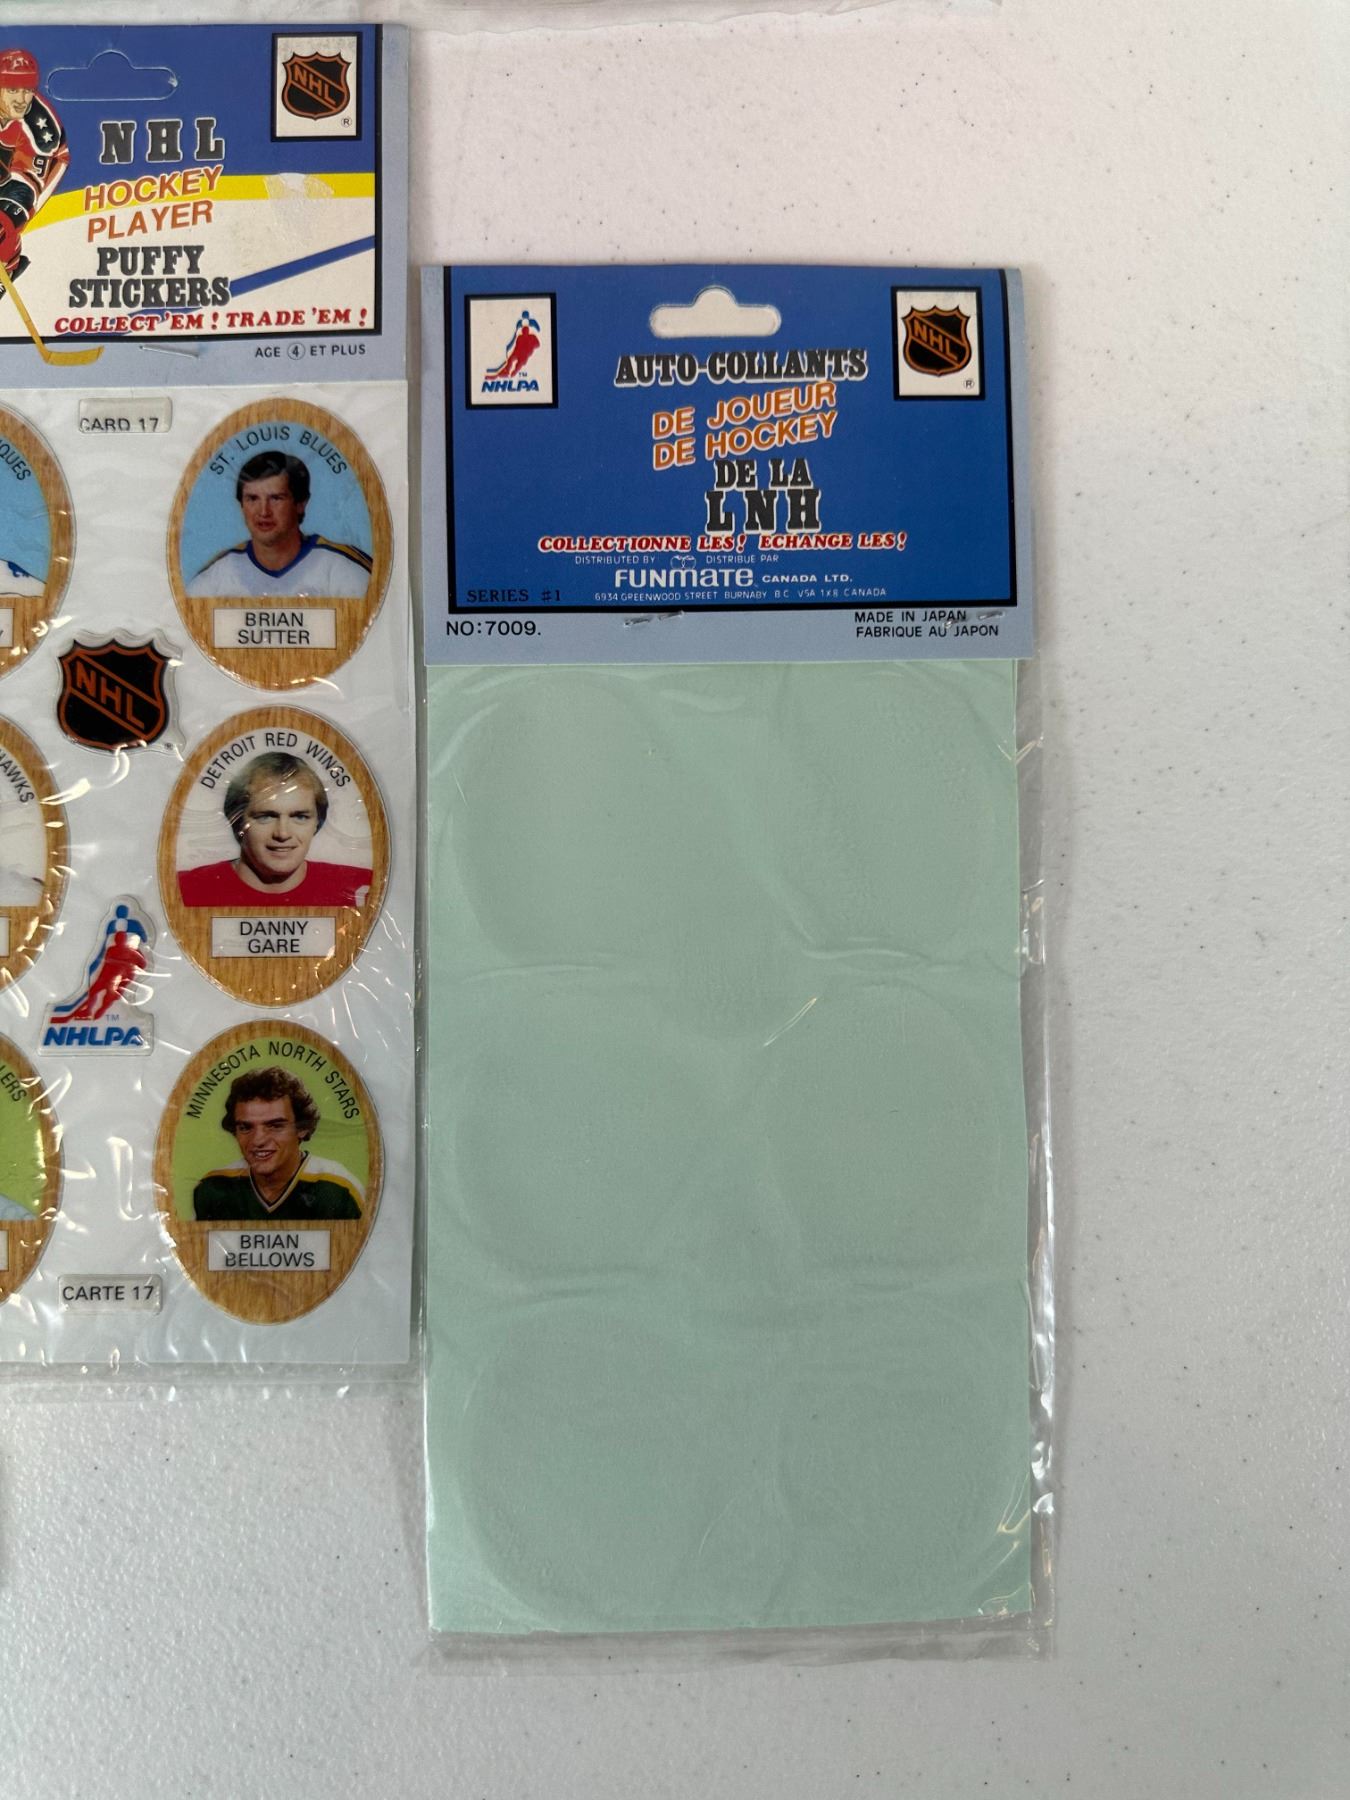 NHL
®
NHL
HOCKEY
PLAYER
PUFFY
STICKERS
COLLECT 'EM! TRADE 'EM!
AGE 4 ET PLUS
CARD 17
ST. LOUIS BLUES
BRIAN
SUTTER
NHL
®
DETROIT RED WINGS
DANNY
GARE
TM
NHLPA
MINNESOTA NORTH STARS
BRIAN
BELLOWS
CARTE 17
TM
NHLPA
NHL
®
AUTO-COLLANTS
DE JOUEUR
DE HOCKEY
DE LA
LNH
COLLECTIONNE LES! ECHANGE LES!
DISTRIBUTED BY DISTRIBUE PAR
FUNMATE CANADA LTD.
SERIES #1
6934 GREENWOOD STREET BURNABY B C V5A 1X8 CANADA
NO:7009.
MADE IN JAPAN
FABRIQUE AU JAPON